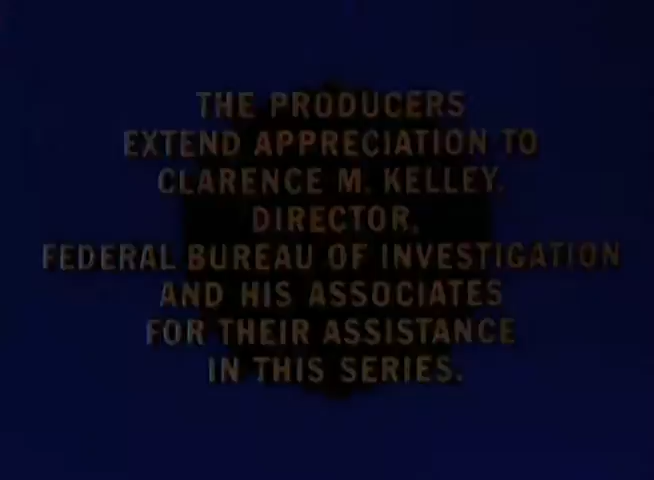 THE PRODUCERS
EXTEND APPRECIATION TO
CLARENCE M. KELLEY,
DIRECTOR,
FEDERAL BUREAU OF INVESTIGATION
AND HIS ASSOCIATES
FOR THEIR ASSISTANCE
IN THIS SERIES.